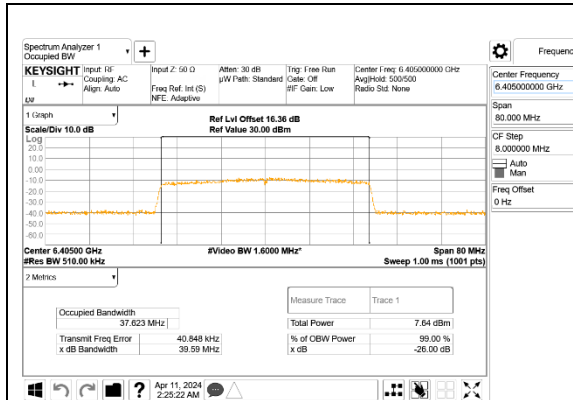 Spectrum Analyzer 1
Occupied BW
+
Frequenc
KEYSIGHT
L
Input: RF
Coupling: AC
Align: Auto
Input Z: 50 Ω
Freq Ref: Int (S)
NFE: Adaptive
Atten: 30 dB
µW Path: Standard
Trig: Free Run
Gate: Off
#IF Gain: Low
Center Freq: 6.405000000 GHz
Avg|Hold: 500/500
Radio Std: None
Center Frequency
6.405000000 GHz
Span
80.000 MHz
CF Step
8.000000 MHz
Auto
Man
Freq Offset
0 Hz
1 Graph
Scale/Div 10.0 dB
Ref Lvl Offset 16.36 dB
Ref Value 30.00 dBm
Log
20.0
10.0
0.00
-10.0
-20.0
-30.0
-40.0
-50.0
-60.0
Center 6.40500 GHz
#Res BW 510.00 kHz
#Video BW 1.6000 MHz*
Span 80 MHz
Sweep 1.00 ms (1001 pts)
2 Metrics
Measure Trace
Trace 1
Occupied Bandwidth
37.623 MHz
Total Power
7.64 dBm
Transmit Freq Error
40.848 kHz
% of OBW Power
99.00 %
x dB Bandwidth
39.59 MHz
x dB
-26.00 dB
?
Apr 11, 2024
2:25:22 AM